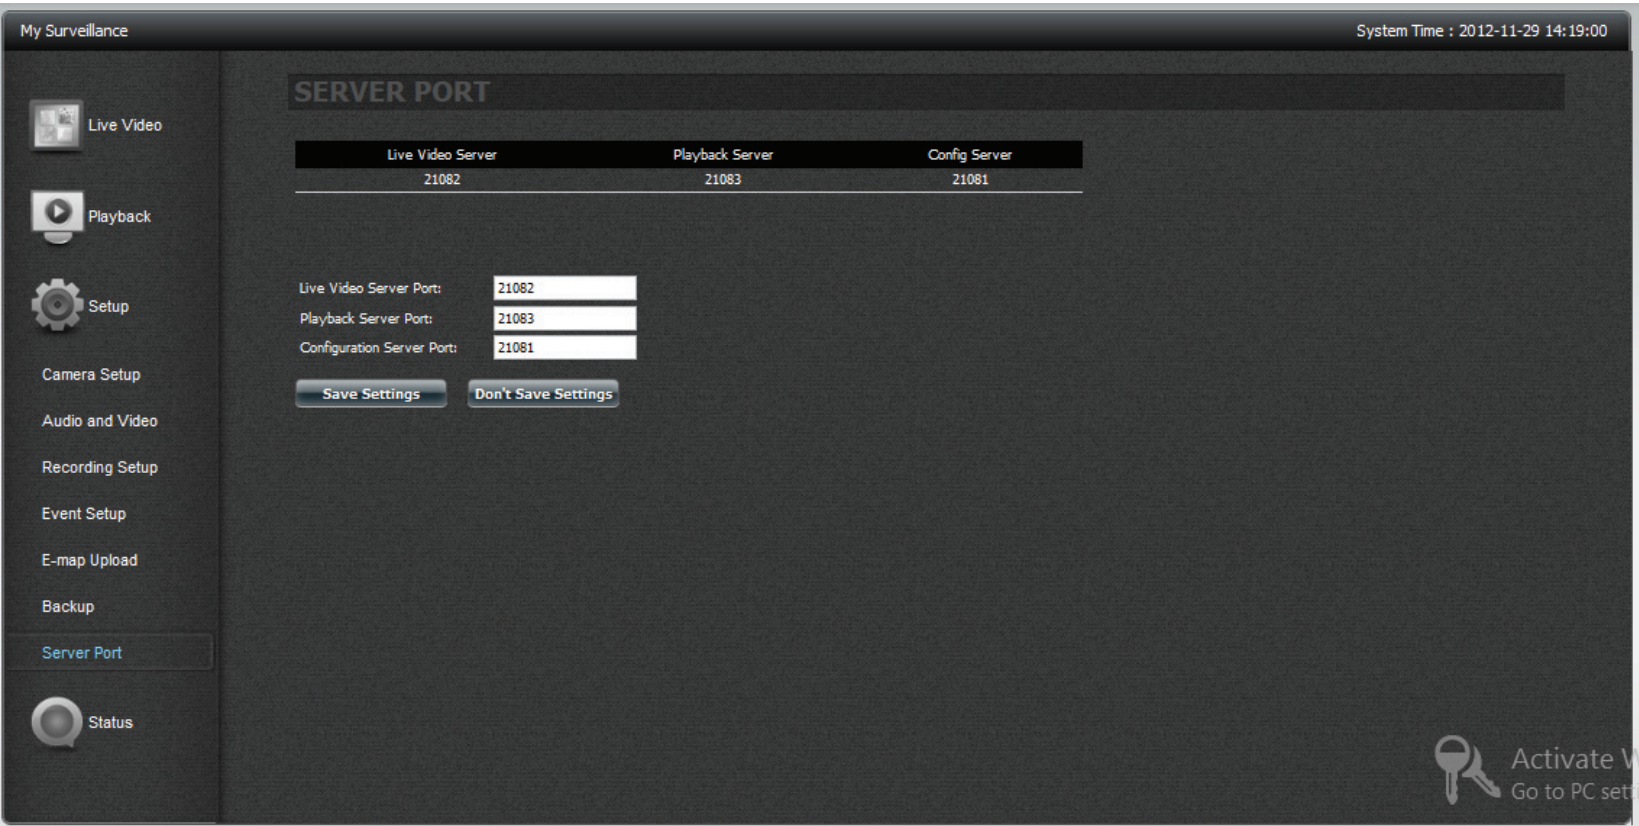 My Surveillance
System Time : 2012-11-29 14:19:00
SERVER PORT
Live Video
Playback
Setup
Camera Setup
Audio and Video
Recording Setup
Event Setup
E-map Upload
Backup
Server Port
Status
Live Video Server Playback Server Config Server
21082 21083 21081
Live Video Server Port: 21082
Playback Server Port: 21083
Configuration Server Port: 21081
Save Settings Don't Save Settings
Activate
Go to PC